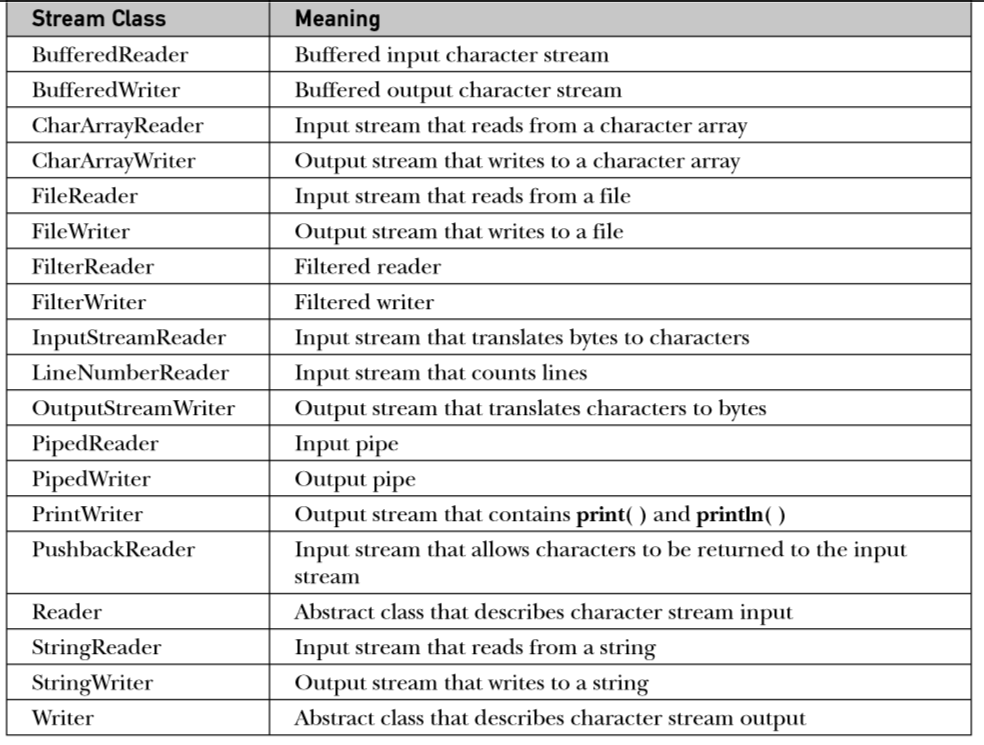 Stream Class Meaning
BufferedReader Buffered input character stream
BufferedWriter Buffered output character stream
CharArrayReader Input stream that reads from a character array
CharArrayWriter Output stream that writes to a character array
FileReader Input stream that reads from a file
FileWriter Output stream that writes to a file
FilterReader Filtered reader
FilterWriter Filtered writer
InputStreamReader Input stream that translates bytes to characters
LineNumberReader Input stream that counts lines
OutputStreamWriter Output stream that translates characters to bytes
PipedReader Input pipe
PipedWriter Output pipe
PrintWriter Output stream that contains print( ) and println( )
PushbackReader Input stream that allows characters to be returned to the input
stream
Reader Abstract class that describes character stream input
StringReader Input stream that reads from a string
StringWriter Output stream that writes to a string
Writer Abstract class that describes character stream output